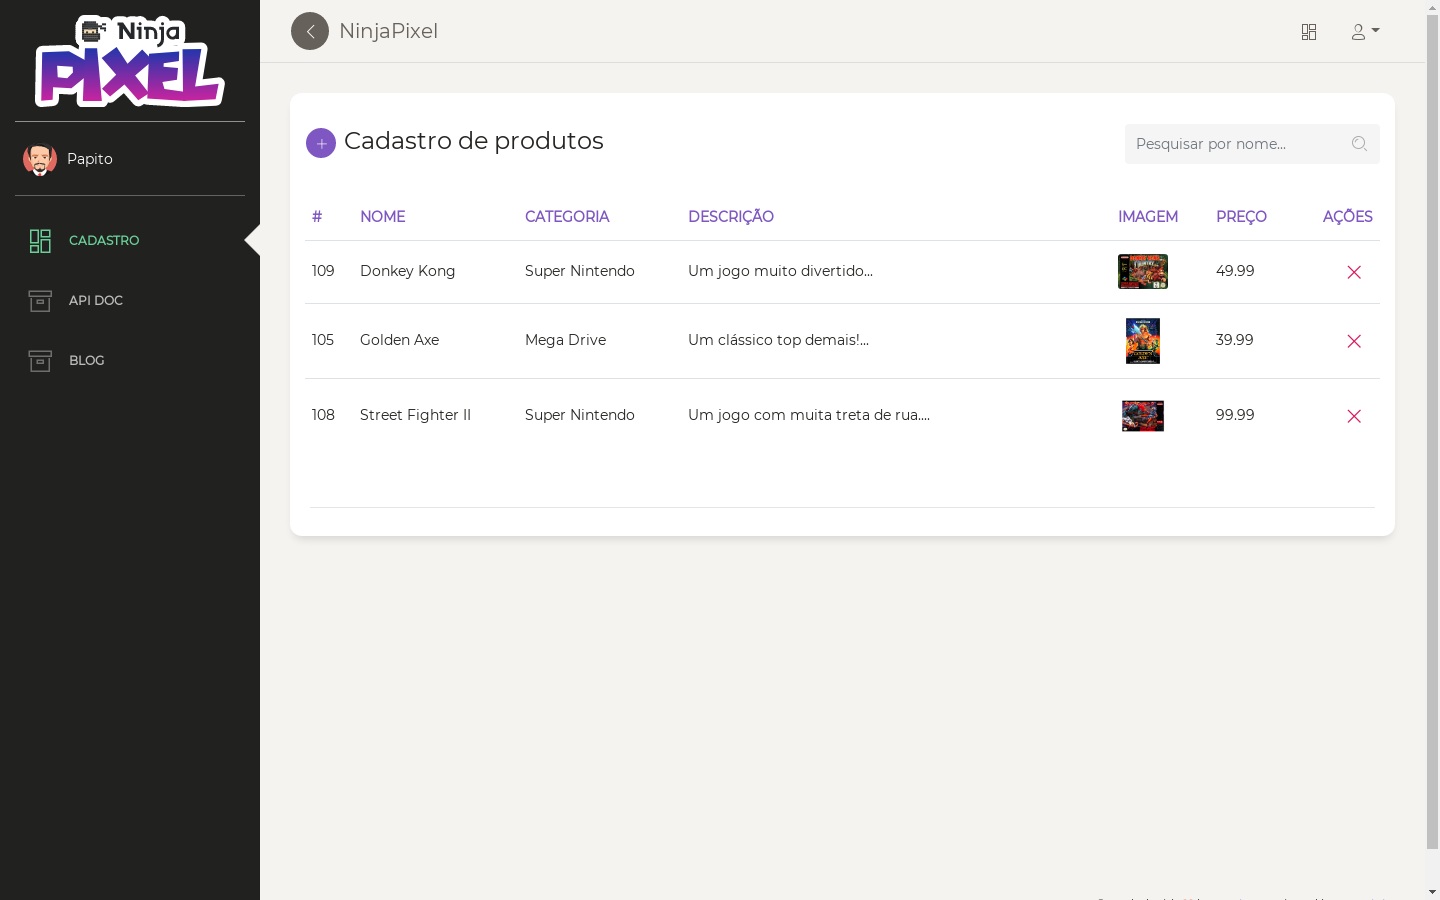 Ninja
PIXEL
Papito
CADASTRO
API DOC
BLOG
NinjaPixel
Cadastro de produtos
Pesquisar por nome...
# NOME CATEGORIA DESCRIÇÃO IMAGEM PREÇO AÇÕES
109 Donkey Kong Super Nintendo Um jogo muito divertido... 49.99
105 Golden Axe Mega Drive Um clássico top demais!... 39.99
108 Street Fighter II Super Nintendo Um jogo com muita treta de rua.... 99.99